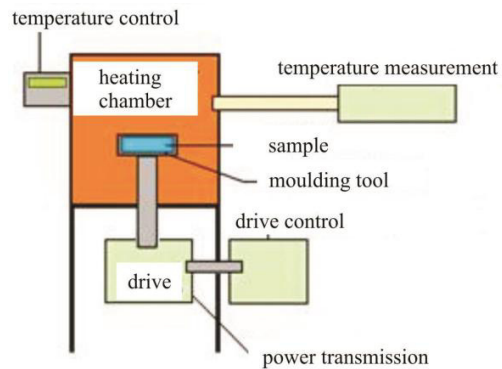 temperature control
heating
chamber
temperature measurement
sample
moulding tool
drive control
drive
power transmission